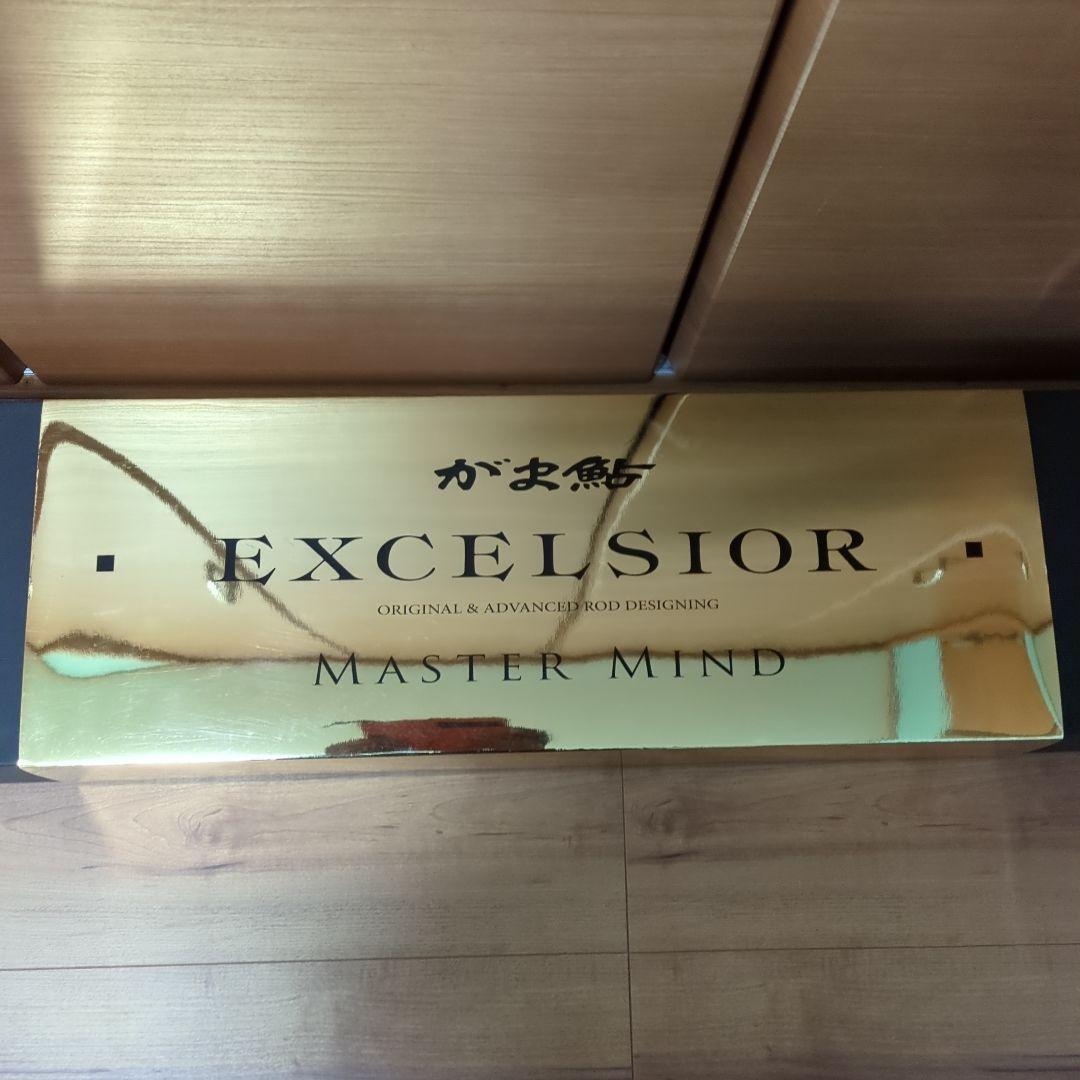 がま鮎
EXCELSIOR
ORIGINAL & ADVANCED ROD DESIGNING
MASTER MIND